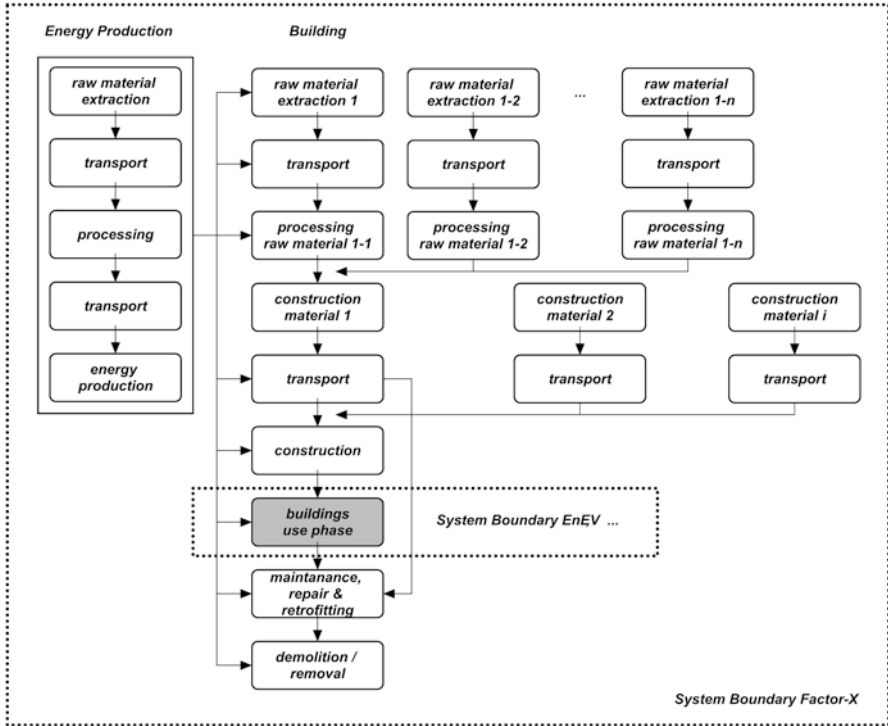 Energy Production
Building
raw material
extraction
transport
processing
transport
energy
production
raw material
extraction 1
raw material
extraction 1-2
...
raw material
extraction 1-n
transport
transport
transport
processing
raw material 1-1
processing
raw material 1-2
processing
raw material 1-n
construction
material 1
construction
material 2
construction
material i
transport
transport
transport
construction
buildings
use phase
System Boundary EnEV ...
maintanance,
repair &
retrofitting
demolition /
removal
System Boundary Factor-X